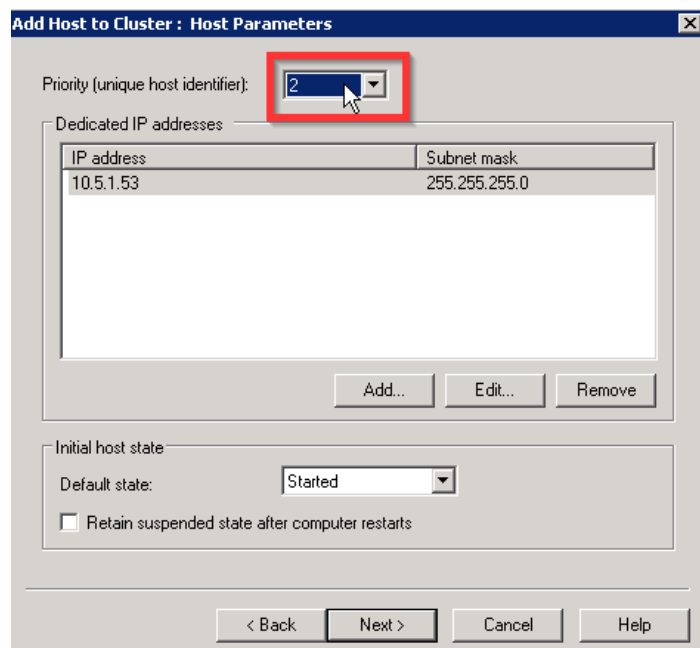 Add Host to Cluster : Host Parameters
Priority (unique host identifier): 2
Dedicated IP addresses
IP address Subnet mask
10.5.1.53 255.255.255.0
Add... Edit... Remove
Initial host state
Default state: Started
Retain suspended state after computer restarts
< Back Next > Cancel Help